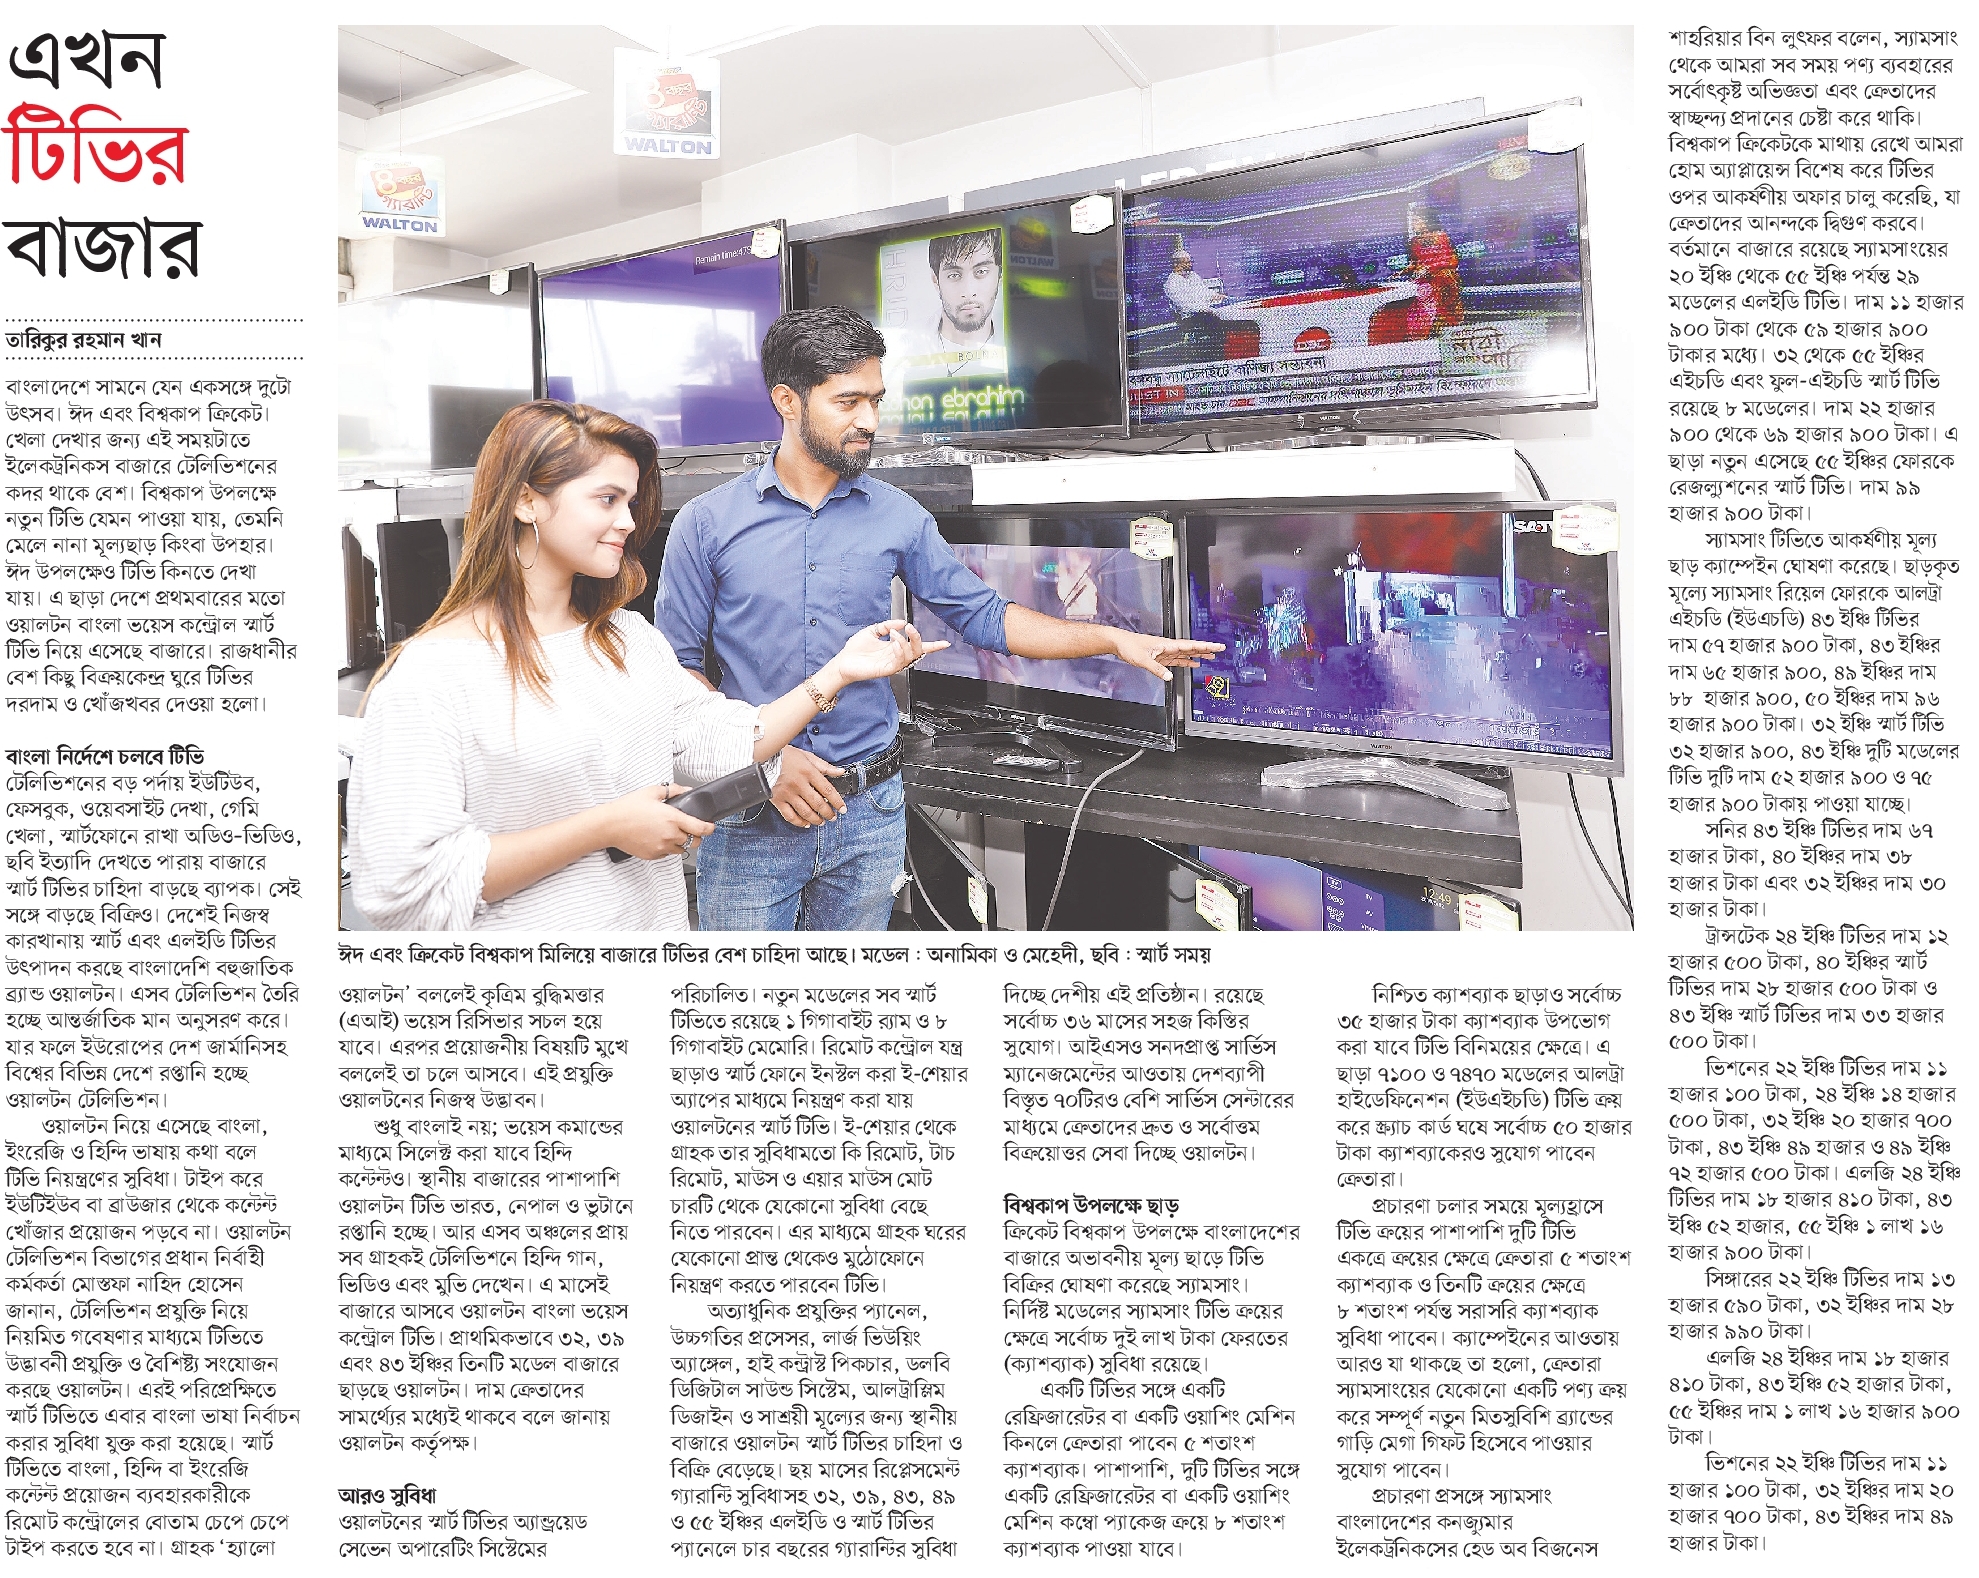 এখন
টিভির
বাজার
তারিকুর রহমান খান
বাংলাদেশে সামনে যেন একসঙ্গে দুটো
উৎসব। ঈদ এবং বিশ্বকাপ ক্রিকেট।
খেলা দেখার জন্য এই সময়টাতে
ইলেকট্রনিকস বাজারে টেলিভিশনের
কদর থাকে বেশ। বিশ্বকাপ উপলক্ষে
নতুন টিভি যেমন পাওয়া যায়, তেমনি
মেলে নানা মূল্যছাড় কিংবা উপহার।
ঈদ উপলক্ষেও টিভি কিনতে দেখা
যায়। এ ছাড়া দেশে প্রথমবারের মতো
ওয়ালটন বাংলা ভয়েস কন্ট্রোল স্মার্ট
টিভি নিয়ে এসেছে বাজারে। রাজধানীর
বেশ কিছু বিক্রয়কেন্দ্র ঘুরে টিভির
দরদাম ও খোঁজখবর দেওয়া হলো।
বাংলা নির্দেশে চলবে টিভি
টেলিভিশনের বড় পর্দায় ইউটিউব,
ফেসবুক, ওয়েবসাইট দেখা, গেমি
খেলা, স্মার্টফোনে রাখা অডিও-ভিডিও,
ছবি ইত্যাদি দেখতে পারায় বাজারে
স্মার্ট টিভির চাহিদা বাড়ছে ব্যাপক। সেই
সঙ্গে বাড়ছে বিক্রিও। দেশেই নিজস্ব
কারখানায় স্মার্ট এবং এলইডি টিভির
উৎপাদন করছে বাংলাদেশি বহুজাতিক
ব্র্যান্ড ওয়ালটন। এসব টেলিভিশন তৈরি
হচ্ছে আন্তর্জাতিক মান অনুসরণ করে।
যার ফলে ইউরোপের দেশ জার্মানিসহ
বিশ্বের বিভিন্ন দেশে রপ্তানি হচ্ছে
ওয়ালটন টেলিভিশন।
ওয়ালটন নিয়ে এসেছে বাংলা,
ইংরেজি ও হিন্দি ভাষায় কথা বলে
টিভি নিয়ন্ত্রণের সুবিধা। টাইপ করে
ইউটিইউব বা ব্রাউজার থেকে কন্টেন্ট
খোঁজার প্রয়োজন পড়বে না। ওয়ালটন
টেলিভিশন বিভাগের প্রধান নির্বাহী
কর্মকর্তা মোস্তফা নাহিদ হোসেন
জানান, টেলিভিশন প্রযুক্তি নিয়ে
নিয়মিত গবেষণার মাধ্যমে টিভিতে
উদ্ভাবনী প্রযুক্তি ও বৈশিষ্ট্য সংযোজন
করছে ওয়ালটন। এরই পরিপ্রেক্ষিতে
স্মার্ট টিভিতে এবার বাংলা ভাষা নির্বাচন
করার সুবিধা যুক্ত করা হয়েছে। স্মার্ট
টিভিতে বাংলা, হিন্দি বা ইংরেজি
কন্টেন্ট প্রয়োজন ব্যবহারকারীকে
রিমোট কন্ট্রোলের বোতাম চেপে চেপে
টাইপ করতে হবে না। গ্রাহক ‘হ্যালো
WALTON
WALTON
ঈদ এবং ক্রিকেট বিশ্বকাপ মিলিয়ে বাজারে টিভির বেশ চাহিদা আছে। মডেল : অনামিকা ও মেহেদী, ছবি : স্মার্ট সময়
ওয়ালটন’ বললেই কৃত্রিম বুদ্ধিমত্তার
(এআই) ভয়েস রিসিভার সচল হয়ে
যাবে। এরপর প্রয়োজনীয় বিষয়টি মুখে
বললেই তা চলে আসবে। এই প্রযুক্তি
ওয়ালটনের নিজস্ব উদ্ভাবন।
শুধু বাংলাই নয়; ভয়েস কমান্ডের
মাধ্যমে সিলেক্ট করা যাবে হিন্দি
কন্টেন্টও। স্থানীয় বাজারের পাশাপাশি
ওয়ালটন টিভি ভারত, নেপাল ও ভুটানে
রপ্তানি হচ্ছে। আর এসব অঞ্চলের প্রায়
সব গ্রাহকই টেলিভিশনে হিন্দি গান,
ভিডিও এবং মুভি দেখেন। এ মাসেই
বাজারে আসবে ওয়ালটন বাংলা ভয়েস
কন্ট্রোল টিভি। প্রাথমিকভাবে ৩২, ৩৯
এবং ৪৩ ইঞ্চির তিনটি মডেল বাজারে
ছাড়ছে ওয়ালটন। দাম ক্রেতাদের
সামর্থ্যের মধ্যেই থাকবে বলে জানায়
ওয়ালটন কর্তৃপক্ষ।
আরও সুবিধা
ওয়ালটনের স্মার্ট টিভির অ্যান্ড্রয়েড
সেভেন অপারেটিং সিস্টেমের
পরিচালিত। নতুন মডেলের সব স্মার্ট
টিভিতে রয়েছে ১ গিগাবাইট র‍্যাম ও ৮
গিগাবাইট মেমোরি। রিমোট কন্ট্রোল যন্ত্র
ছাড়াও স্মার্ট ফোনে ইনস্টল করা ই-শেয়ার
অ্যাপের মাধ্যমে নিয়ন্ত্রণ করা যায়
ওয়ালটনের স্মার্ট টিভি। ই-শেয়ার থেকে
গ্রাহক তার সুবিধামতো কি রিমোট, টাচ
রিমোট, মাউস ও এয়ার মাউস মোট
চারটি থেকে যেকোনো সুবিধা বেছে
নিতে পারবেন। এর মাধ্যমে গ্রাহক ঘরের
যেকোনো প্রান্ত থেকেও মুঠোফোনে
নিয়ন্ত্রণ করতে পারবেন টিভি।
অত্যাধুনিক প্রযুক্তির প্যানেল,
উচ্চগতির প্রসেসর, লার্জ ভিউয়িং
অ্যাঙ্গেল, হাই কন্ট্রাস্ট পিকচার, ডলবি
ডিজিটাল সাউন্ড সিস্টেম, আলট্রাস্লিম
ডিজাইন ও সাশ্রয়ী মূল্যের জন্য স্থানীয়
বাজারে ওয়ালটন স্মার্ট টিভির চাহিদা ও
বিক্রি বেড়েছে। ছয় মাসের রিপ্লেসমেন্ট
গ্যারান্টি সুবিধাসহ ৩২, ৩৯, ৪৩, ৪৯
ও ৫৫ ইঞ্চির এলইডি ও স্মার্ট টিভির
প্যানেলে চার বছরের গ্যারান্টির সুবিধা
দিচ্ছে দেশীয় এই প্রতিষ্ঠান। রয়েছে
সর্বোচ্চ ৩৬ মাসের সহজ কিস্তির
সুযোগ। আইএসও সনদপ্রাপ্ত সার্ভিস
ম্যানেজমেন্টের আওতায় দেশব্যাপী
বিস্তৃত ৭০টিরও বেশি সার্ভিস সেন্টারের
মাধ্যমে ক্রেতাদের দ্রুত ও সর্বোত্তম
বিক্রয়োত্তর সেবা দিচ্ছে ওয়ালটন।
বিশ্বকাপ উপলক্ষে ছাড়
ক্রিকেট বিশ্বকাপ উপলক্ষে বাংলাদেশের
বাজারে অভাবনীয় মূল্য ছাড়ে টিভি
বিক্রির ঘোষণা করেছে স্যামসাং।
নির্দিষ্ট মডেলের স্যামসাং টিভি ক্রয়ের
ক্ষেত্রে সর্বোচ্চ দুই লাখ টাকা ফেরতের
(ক্যাশব্যাক) সুবিধা রয়েছে।
একটি টিভির সঙ্গে একটি
রেফ্রিজারেটর বা একটি ওয়াশিং মেশিন
কিনলে ক্রেতারা পাবেন ৫ শতাংশ
ক্যাশব্যাক। পাশাপাশি, দুটি টিভির সঙ্গে
একটি রেফ্রিজারেটর বা একটি ওয়াশিং
মেশিন কম্বো প্যাকেজ ক্রয়ে ৮ শতাংশ
ক্যাশব্যাক পাওয়া যাবে।
নিশ্চিত ক্যাশব্যাক ছাড়াও সর্বোচ্চ
৩৫ হাজার টাকা ক্যাশব্যাক উপভোগ
করা যাবে টিভি বিনিময়ের ক্ষেত্রে। এ
ছাড়া ৭১০০ ও ৭৪৭০ মডেলের আলট্রা
হাইডেফিনেশন (ইউএইচডি) টিভি ক্রয়
করে স্ক্র্যাচ কার্ড ঘষে সর্বোচ্চ ৫০ হাজার
টাকা ক্যাশব্যাকেরও সুযোগ পাবেন
ক্রেতারা।
প্রচারণা চলার সময়ে মূল্যহ্রাসে
টিভি ক্রয়ের পাশাপাশি দুটি টিভি
একত্রে ক্রয়ের ক্ষেত্রে ক্রেতারা ৫ শতাংশ
ক্যাশব্যাক ও তিনটি ক্রয়ের ক্ষেত্রে
৮ শতাংশ পর্যন্ত সরাসরি ক্যাশব্যাক
সুবিধা পাবেন। ক্যাম্পেইনের আওতায়
আরও যা থাকছে তা হলো, ক্রেতারা
স্যামসাংয়ের যেকোনো একটি পণ্য ক্রয়
করে সম্পূর্ণ নতুন মিতসুবিশি ব্র্যান্ডের
গাড়ি মেগা গিফট হিসেবে পাওয়ার
সুযোগ পাবেন।
প্রচারণা প্রসঙ্গে স্যামসাং
বাংলাদেশের কনজ্যুমার
ইলেকট্রনিকসের হেড অব বিজনেস
শাহরিয়ার বিন লুৎফর বলেন, স্যামসাং
থেকে আমরা সব সময় পণ্য ব্যবহারের
সর্বোৎকৃষ্ট অভিজ্ঞতা এবং ক্রেতাদের
স্বাচ্ছন্দ্য প্রদানের চেষ্টা করে থাকি।
বিশ্বকাপ ক্রিকেটকে মাথায় রেখে আমরা
হোম অ্যাপ্লায়েন্স বিশেষ করে টিভির
ওপর আকর্ষণীয় অফার চালু করেছি, যা
ক্রেতাদের আনন্দকে দ্বিগুণ করবে।
বর্তমানে বাজারে রয়েছে স্যামসাংয়ের
২০ ইঞ্চি থেকে ৫৫ ইঞ্চি পর্যন্ত ২৯
মডেলের এলইডি টিভি। দাম ১১ হাজার
৯০০ টাকা থেকে ৫৯ হাজার ৯০০
টাকার মধ্যে। ৩২ থেকে ৫৫ ইঞ্চির
এইচডি এবং ফুল-এইচডি স্মার্ট টিভি
রয়েছে ৮ মডেলের। দাম ২২ হাজার
৯০০ থেকে ৬৯ হাজার ৯০০ টাকা। এ
ছাড়া নতুন এসেছে ৫৫ ইঞ্চির ফোরকে
রেজল্যুশনের স্মার্ট টিভি। দাম ৯৯
হাজার ৯০০ টাকা।
স্যামসাং টিভিতে আকর্ষণীয় মূল্য
ছাড় ক্যাম্পেইন ঘোষণা করেছে। ছাড়কৃত
মূল্যে স্যামসাং রিয়েল ফোরকে আলট্রা
এইচডি (ইউএচডি) ৪৩ ইঞ্চি টিভির
দাম ৫৭ হাজার ৯০০ টাকা, ৪৩ ইঞ্চির
দাম ৬৫ হাজার ৯০০, ৪৯ ইঞ্চির দাম
৮৮ হাজার ৯০০, ৫০ ইঞ্চির দাম ৯৬
হাজার ৯০০ টাকা। ৩২ ইঞ্চি স্মার্ট টিভি
৩২ হাজার ৯০০, ৪৩ ইঞ্চি দুটি মডেলের
টিভি দুটি দাম ৫২ হাজার ৯০০ ও ৭৫
হাজার ৯০০ টাকায় পাওয়া যাচ্ছে।
সনির ৪৩ ইঞ্চি টিভির দাম ৬৭
হাজার টাকা, ৪০ ইঞ্চির দাম ৩৮
হাজার টাকা এবং ৩২ ইঞ্চির দাম ৩০
হাজার টাকা।
ট্রান্সটেক ২৪ ইঞ্চি টিভির দাম ১২
হাজার ৫০০ টাকা, ৪০ ইঞ্চির স্মার্ট
টিভির দাম ২৮ হাজার ৫০০ টাকা ও
৪৩ ইঞ্চি স্মার্ট টিভির দাম ৩৩ হাজার
৫০০ টাকা।
ভিশনের ২২ ইঞ্চি টিভির দাম ১১
হাজার ১০০ টাকা, ২৪ ইঞ্চি ১৪ হাজার
৫০০ টাকা, ৩২ ইঞ্চি ২০ হাজার ৭০০
টাকা, ৪৩ ইঞ্চি ৪৯ হাজার ও ৪৯ ইঞ্চি
৭২ হাজার ৫০০ টাকা। এলজি ২৪ ইঞ্চি
টিভির দাম ১৮ হাজার ৪১০ টাকা, ৪৩
ইঞ্চি ৫২ হাজার, ৫৫ ইঞ্চি ১ লাখ ১৬
হাজার ৯০০ টাকা।
সিঙ্গারের ২২ ইঞ্চি টিভির দাম ১৩
হাজার ৫৯০ টাকা, ৩২ ইঞ্চির দাম ২৮
হাজার ৯৯০ টাকা।
এলজি ২৪ ইঞ্চির দাম ১৮ হাজার
৪১০ টাকা, ৪৩ ইঞ্চি ৫২ হাজার টাকা,
৫৫ ইঞ্চির দাম ১ লাখ ১৬ হাজার ৯০০
টাকা।
ভিশনের ২২ ইঞ্চি টিভির দাম ১১
হাজার ১০০ টাকা, ৩২ ইঞ্চির দাম ২০
হাজার ৭০০ টাকা, ৪৩ ইঞ্চির দাম ৪৯
হাজার টাকা।